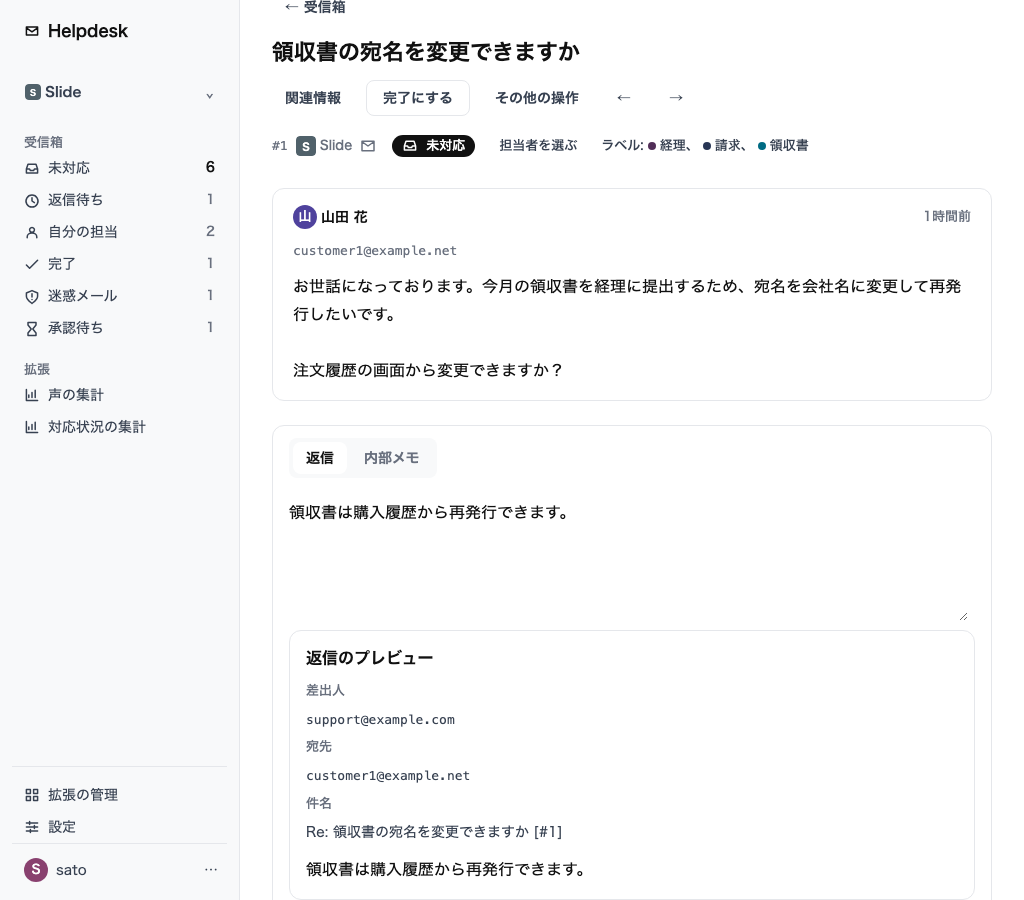 Helpdesk
S Slide
受信箱
未対応 6
返信待ち 1
自分の担当 2
完了 1
迷惑メール 1
承認待ち 1
拡張
声の集計
対応状況の集計
拡張の管理
設定
S sato ...
← 受信箱
領収書の宛名を変更できますか
関連情報 完了にする その他の操作 ← →
#1 S Slide 未対応 担当者を選ぶ ラベル: 経理、 請求、 領収書
山 山田 花 1時間前
customer1@example.net
お世話になっております。今月の領収書を経理に提出するため、宛名を会社名に変更して再発
行したいです。
注文履歴の画面から変更できますか？
返信 内部メモ
領収書は購入履歴から再発行できます。
返信のプレビュー
差出人
support@example.com
宛先
customer1@example.net
件名
Re: 領収書の宛名を変更できますか [#1]
領収書は購入履歴から再発行できます。